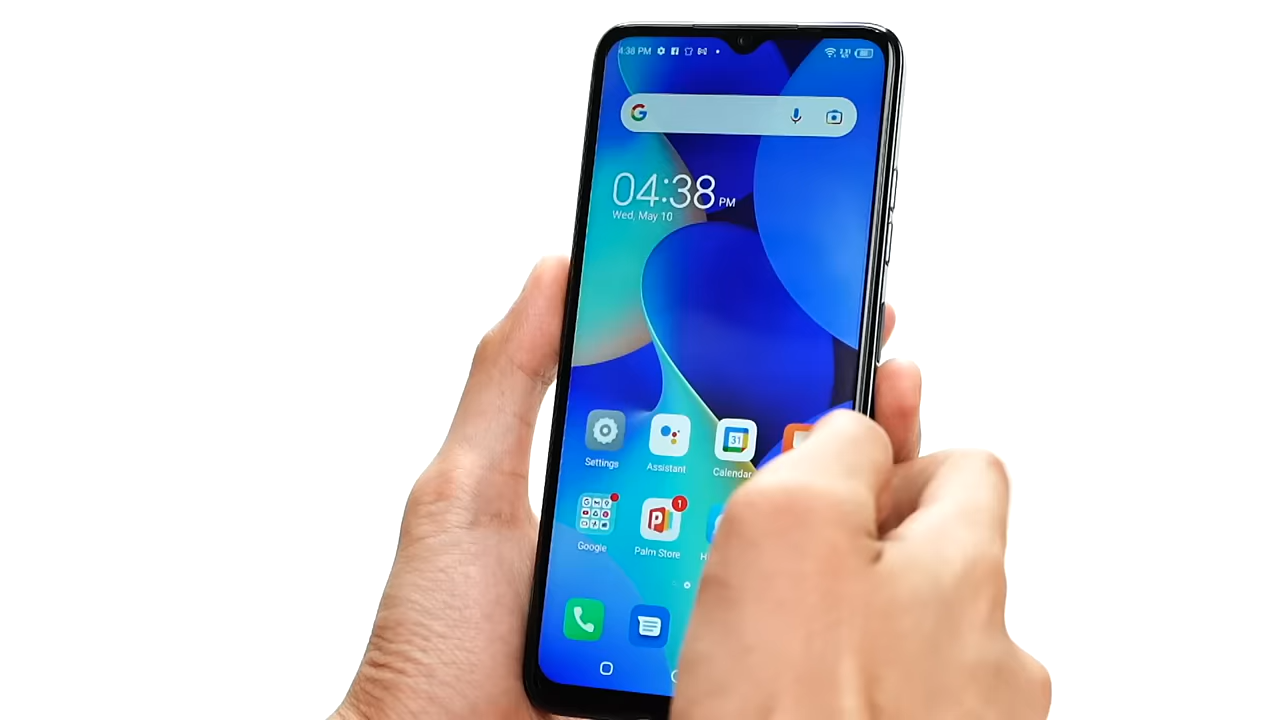 4:38 PM
G
04:38 PM
Wed, May 10
31
Settings
Assistant
Calendar
1
Google
Palm Store
H